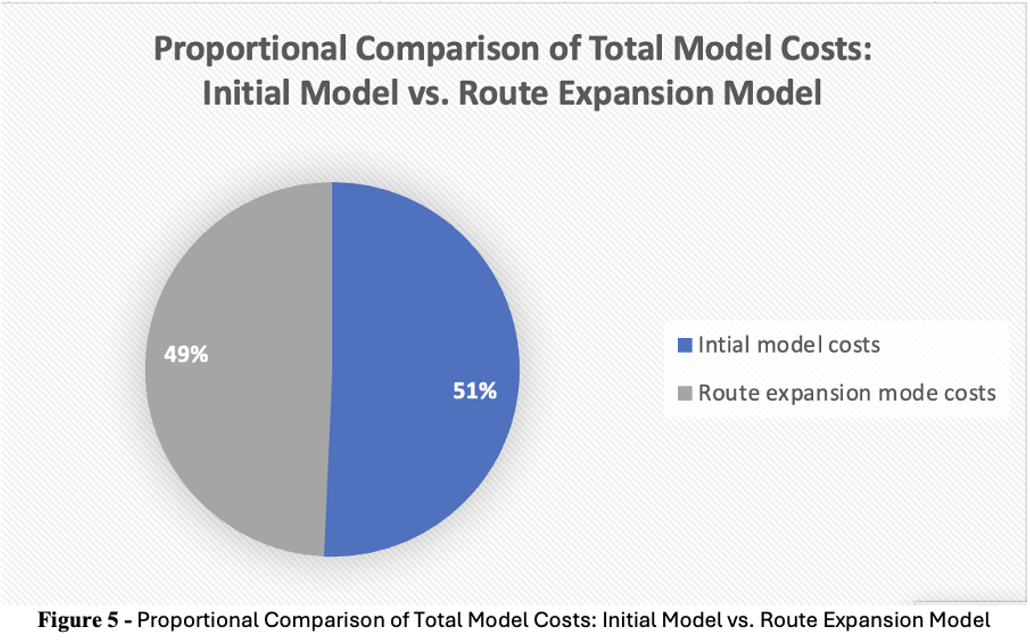 Proportional Comparison of Total Model Costs:
Initial Model vs. Route Expansion Model
49%
51%
Intial model costs
Route expansion mode costs
Figure 5 - Proportional Comparison of Total Model Costs: Initial Model vs. Route Expansion Model